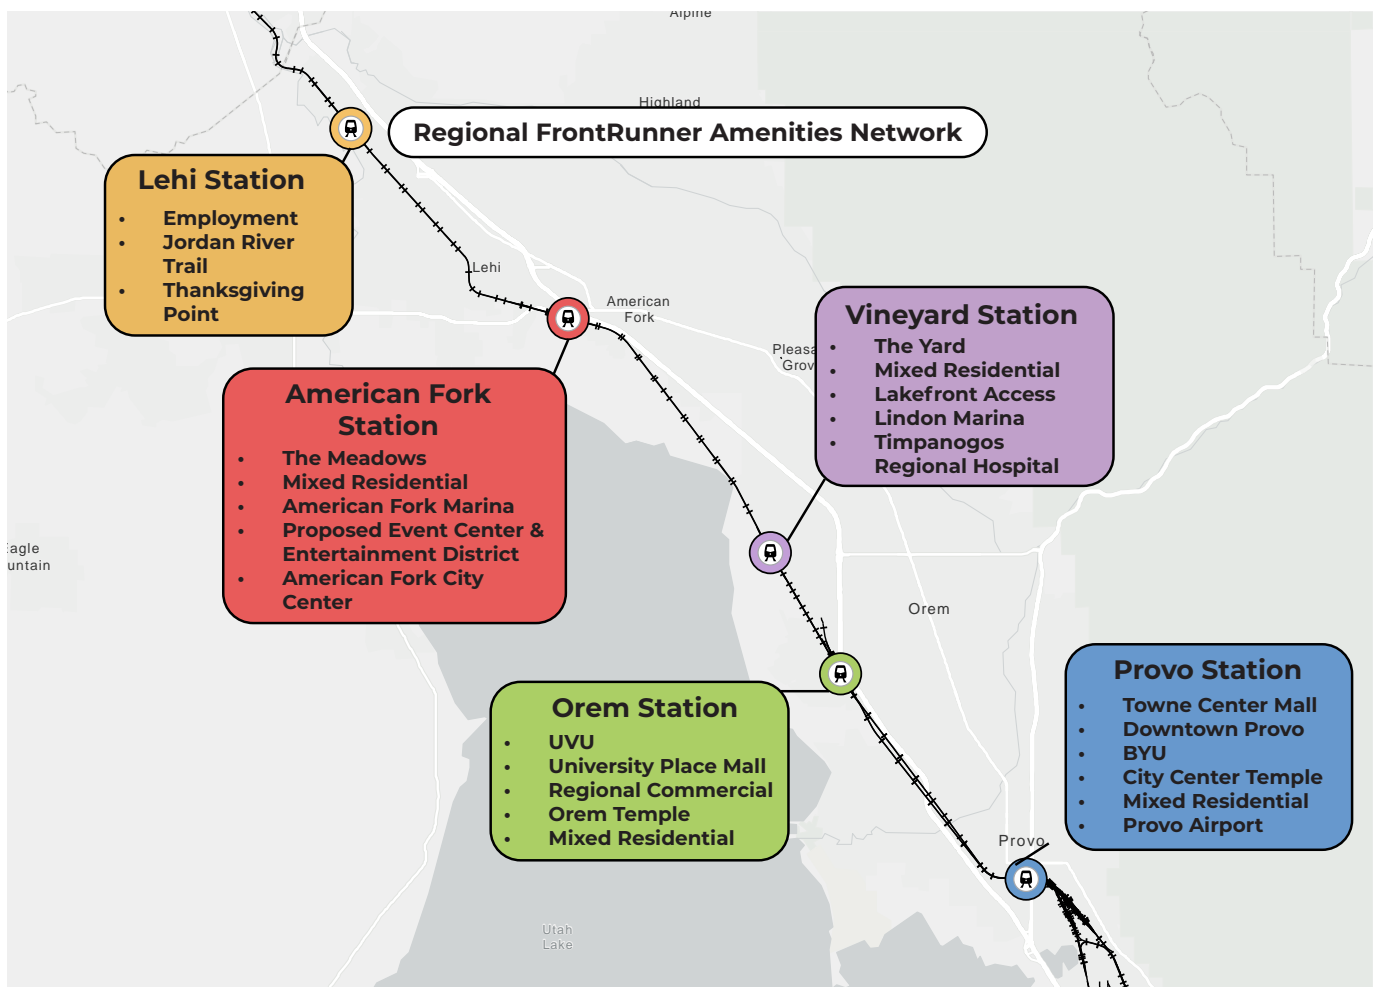 Alpine
Highland
Regional FrontRunner Amenities Network
Lehi Station
• Employment
• Jordan River
Trail
• Thanksgiving
Point
Lehi
American
Fork
Vineyard Station
• The Yard
• Mixed Residential
• Lakefront Access
• Lindon Marina
• Timpanogos
Regional Hospital
Pleasa
Grov
American Fork
Station
• The Meadows
• Mixed Residential
• American Fork Marina
• Proposed Event Center &
Entertainment District
• American Fork City
Center
Eagle
untain
Orem
Orem Station
• UVU
• University Place Mall
• Regional Commercial
• Orem Temple
• Mixed Residential
Provo Station
• Towne Center Mall
• Downtown Provo
• BYU
• City Center Temple
• Mixed Residential
• Provo Airport
Provo
Utah
Lake